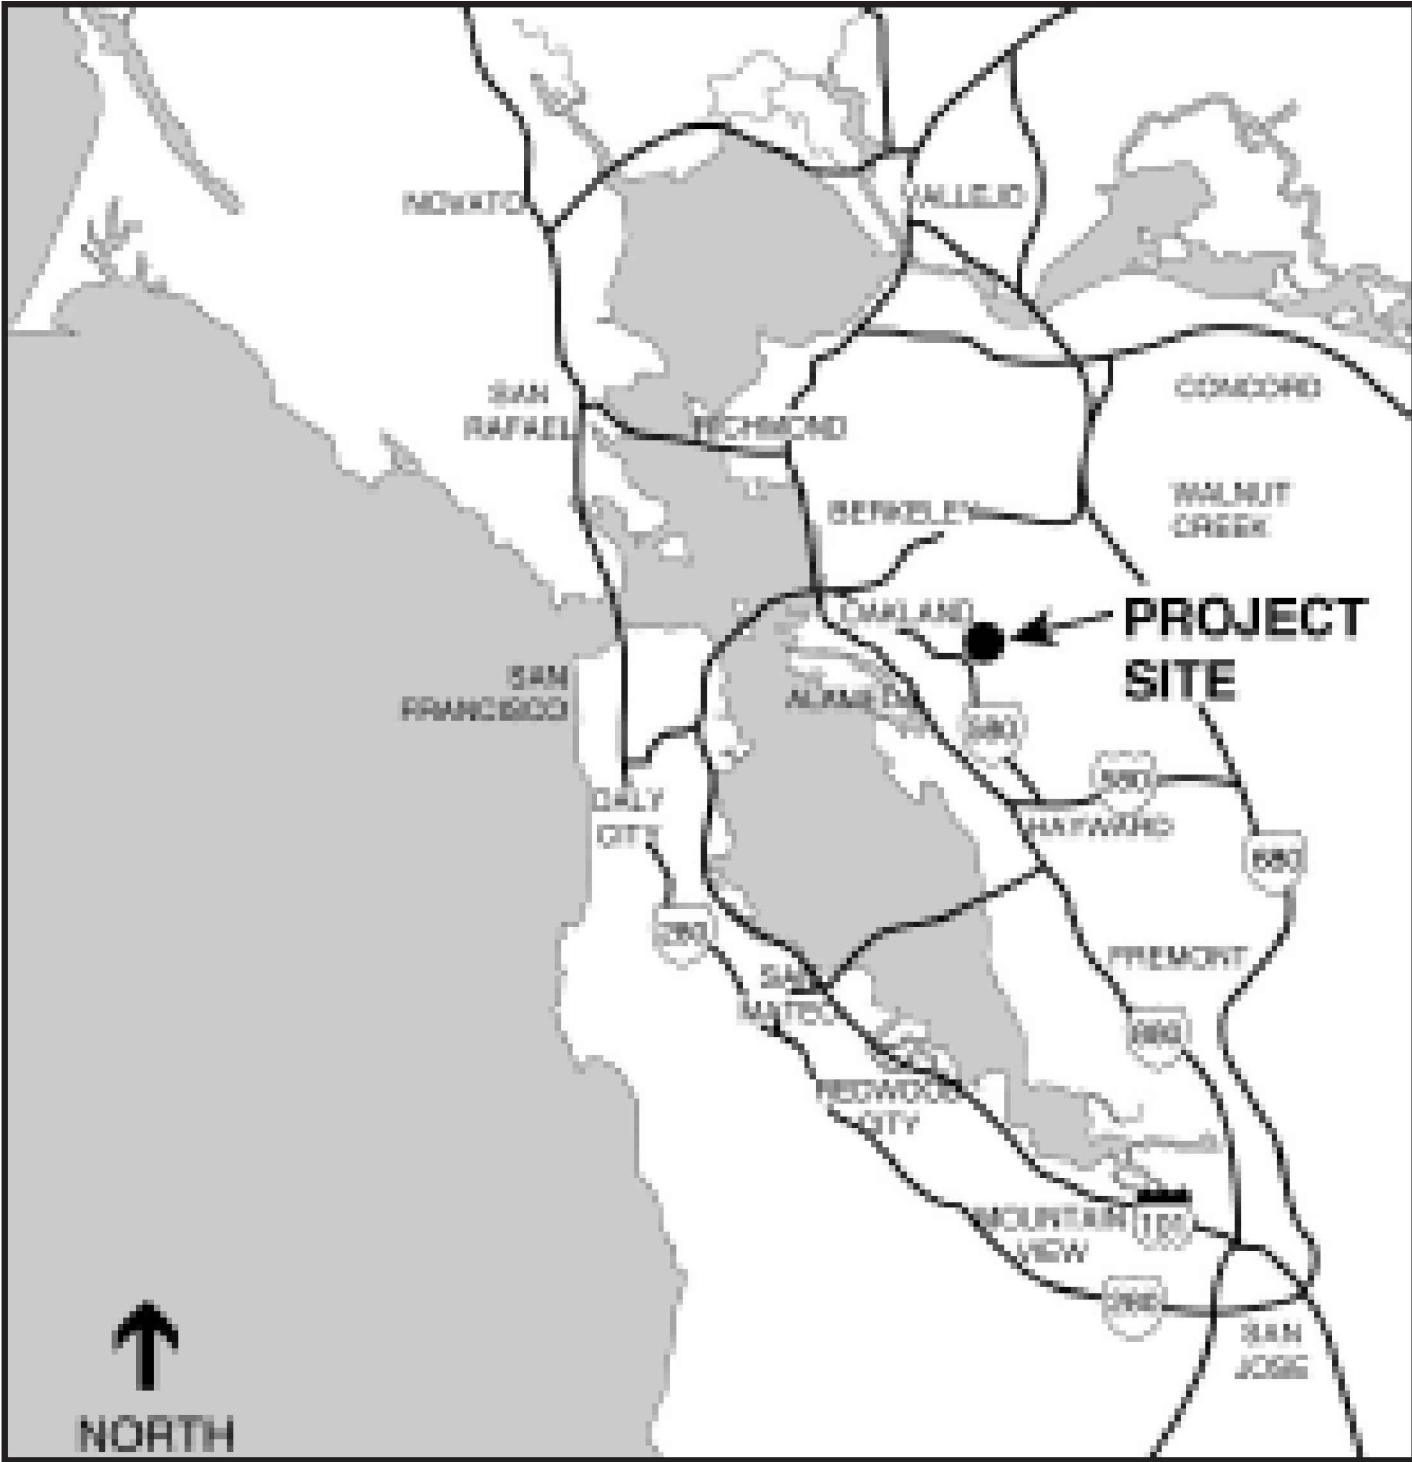 NOVATO
VALLEJO
SAN
RAFAEL
RICHMOND
CONCORD
BERKELEY
WALNUT
CREEK
OAKLAND
PROJECT
SITE
SAN
FRANCISCO
ALAMEDA
580
580
DALY
CITY
HAYWARD
680
280
FREMONT
SAN
MATEO
880
REDWOOD
CITY
MOUNTAIN
VIEW
101
280
SAN
JOSE
NORTH